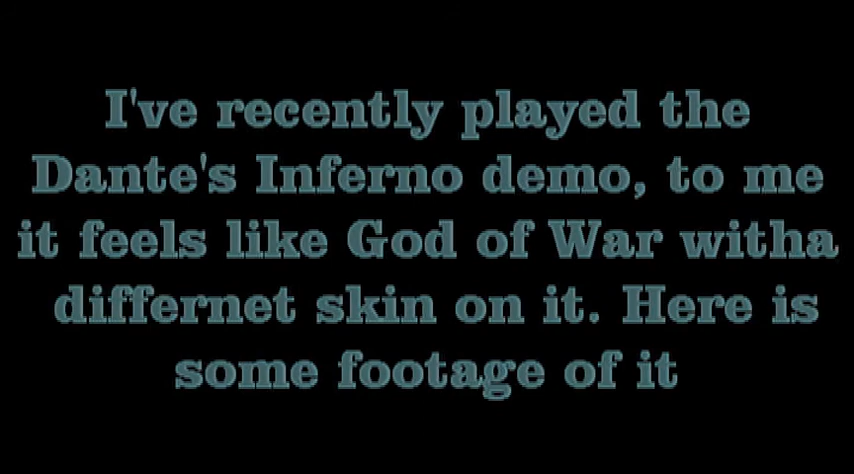 I've recently played the
Dante's Inferno demo, to me
it feels like God of War witha
differnet skin on it. Here is
some footage of it